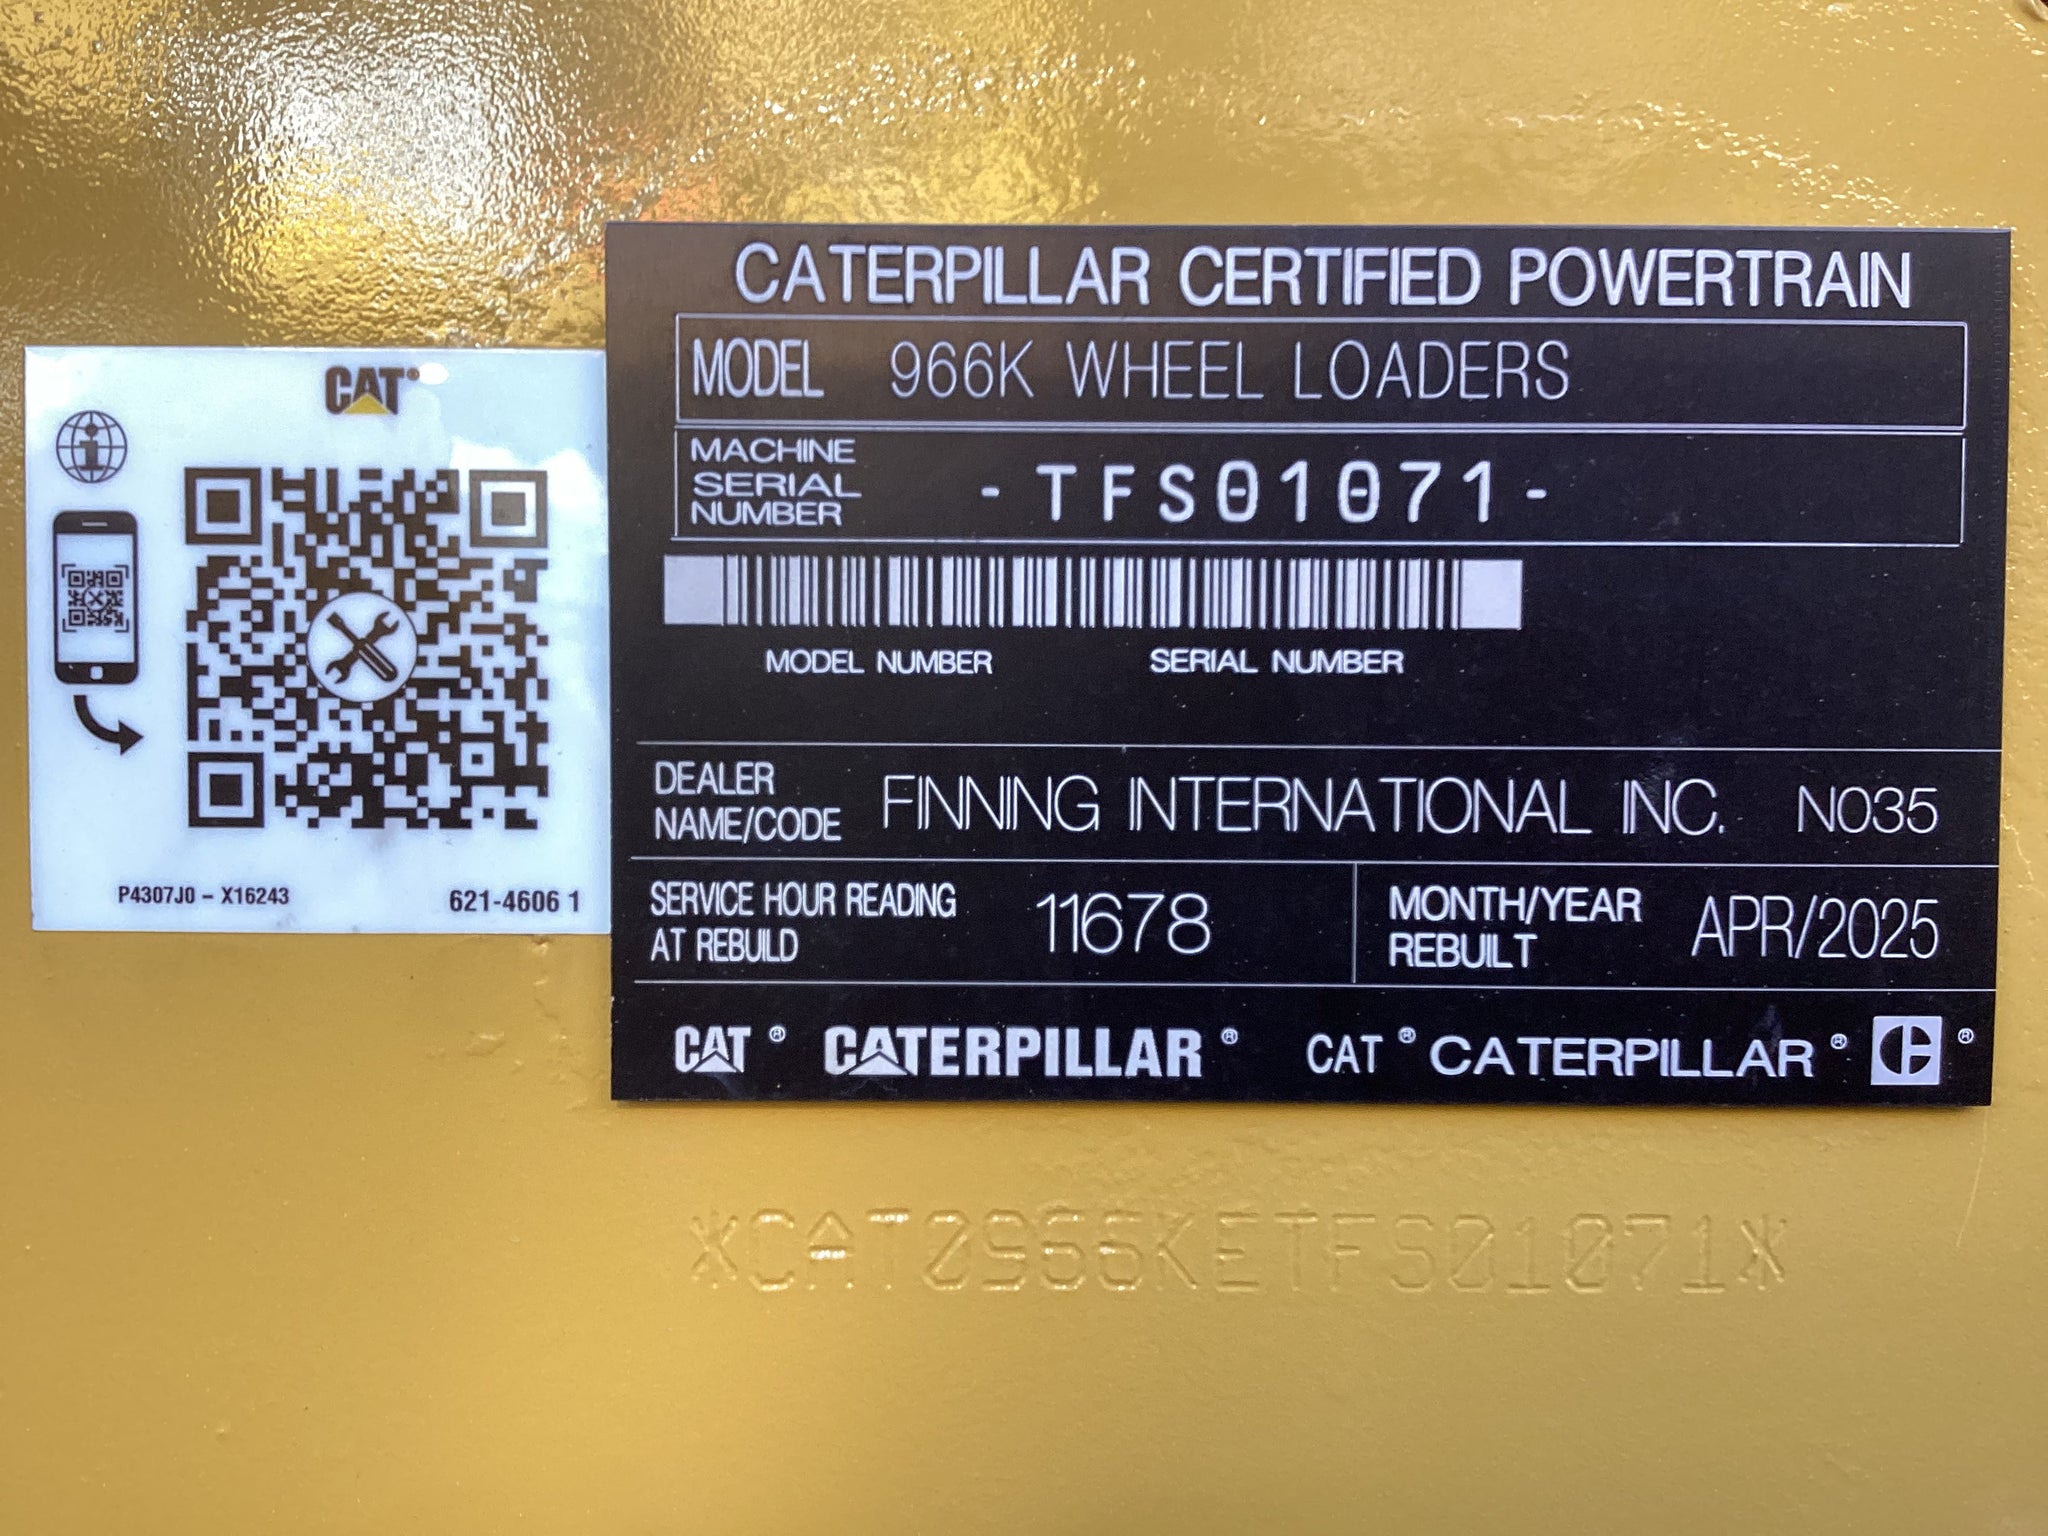 CAT®
P4307J0 – X16243
621-4606 1
CATERPILLAR CERTIFIED POWERTRAIN
MODEL 966K WHEEL LOADERS
MACHINE
SERIAL
NUMBER
-TFS01071-
MODEL NUMBER SERIAL NUMBER
DEALER
NAME/CODE
FINNING INTERNATIONAL INC. N035
SERVICE HOUR READING
AT REBUILD
11678
MONTH/YEAR
REBUILT
APR/2025
CAT® CATERPILLAR® CAT® CATERPILLAR® C®
*CAT0966KETFS01071*